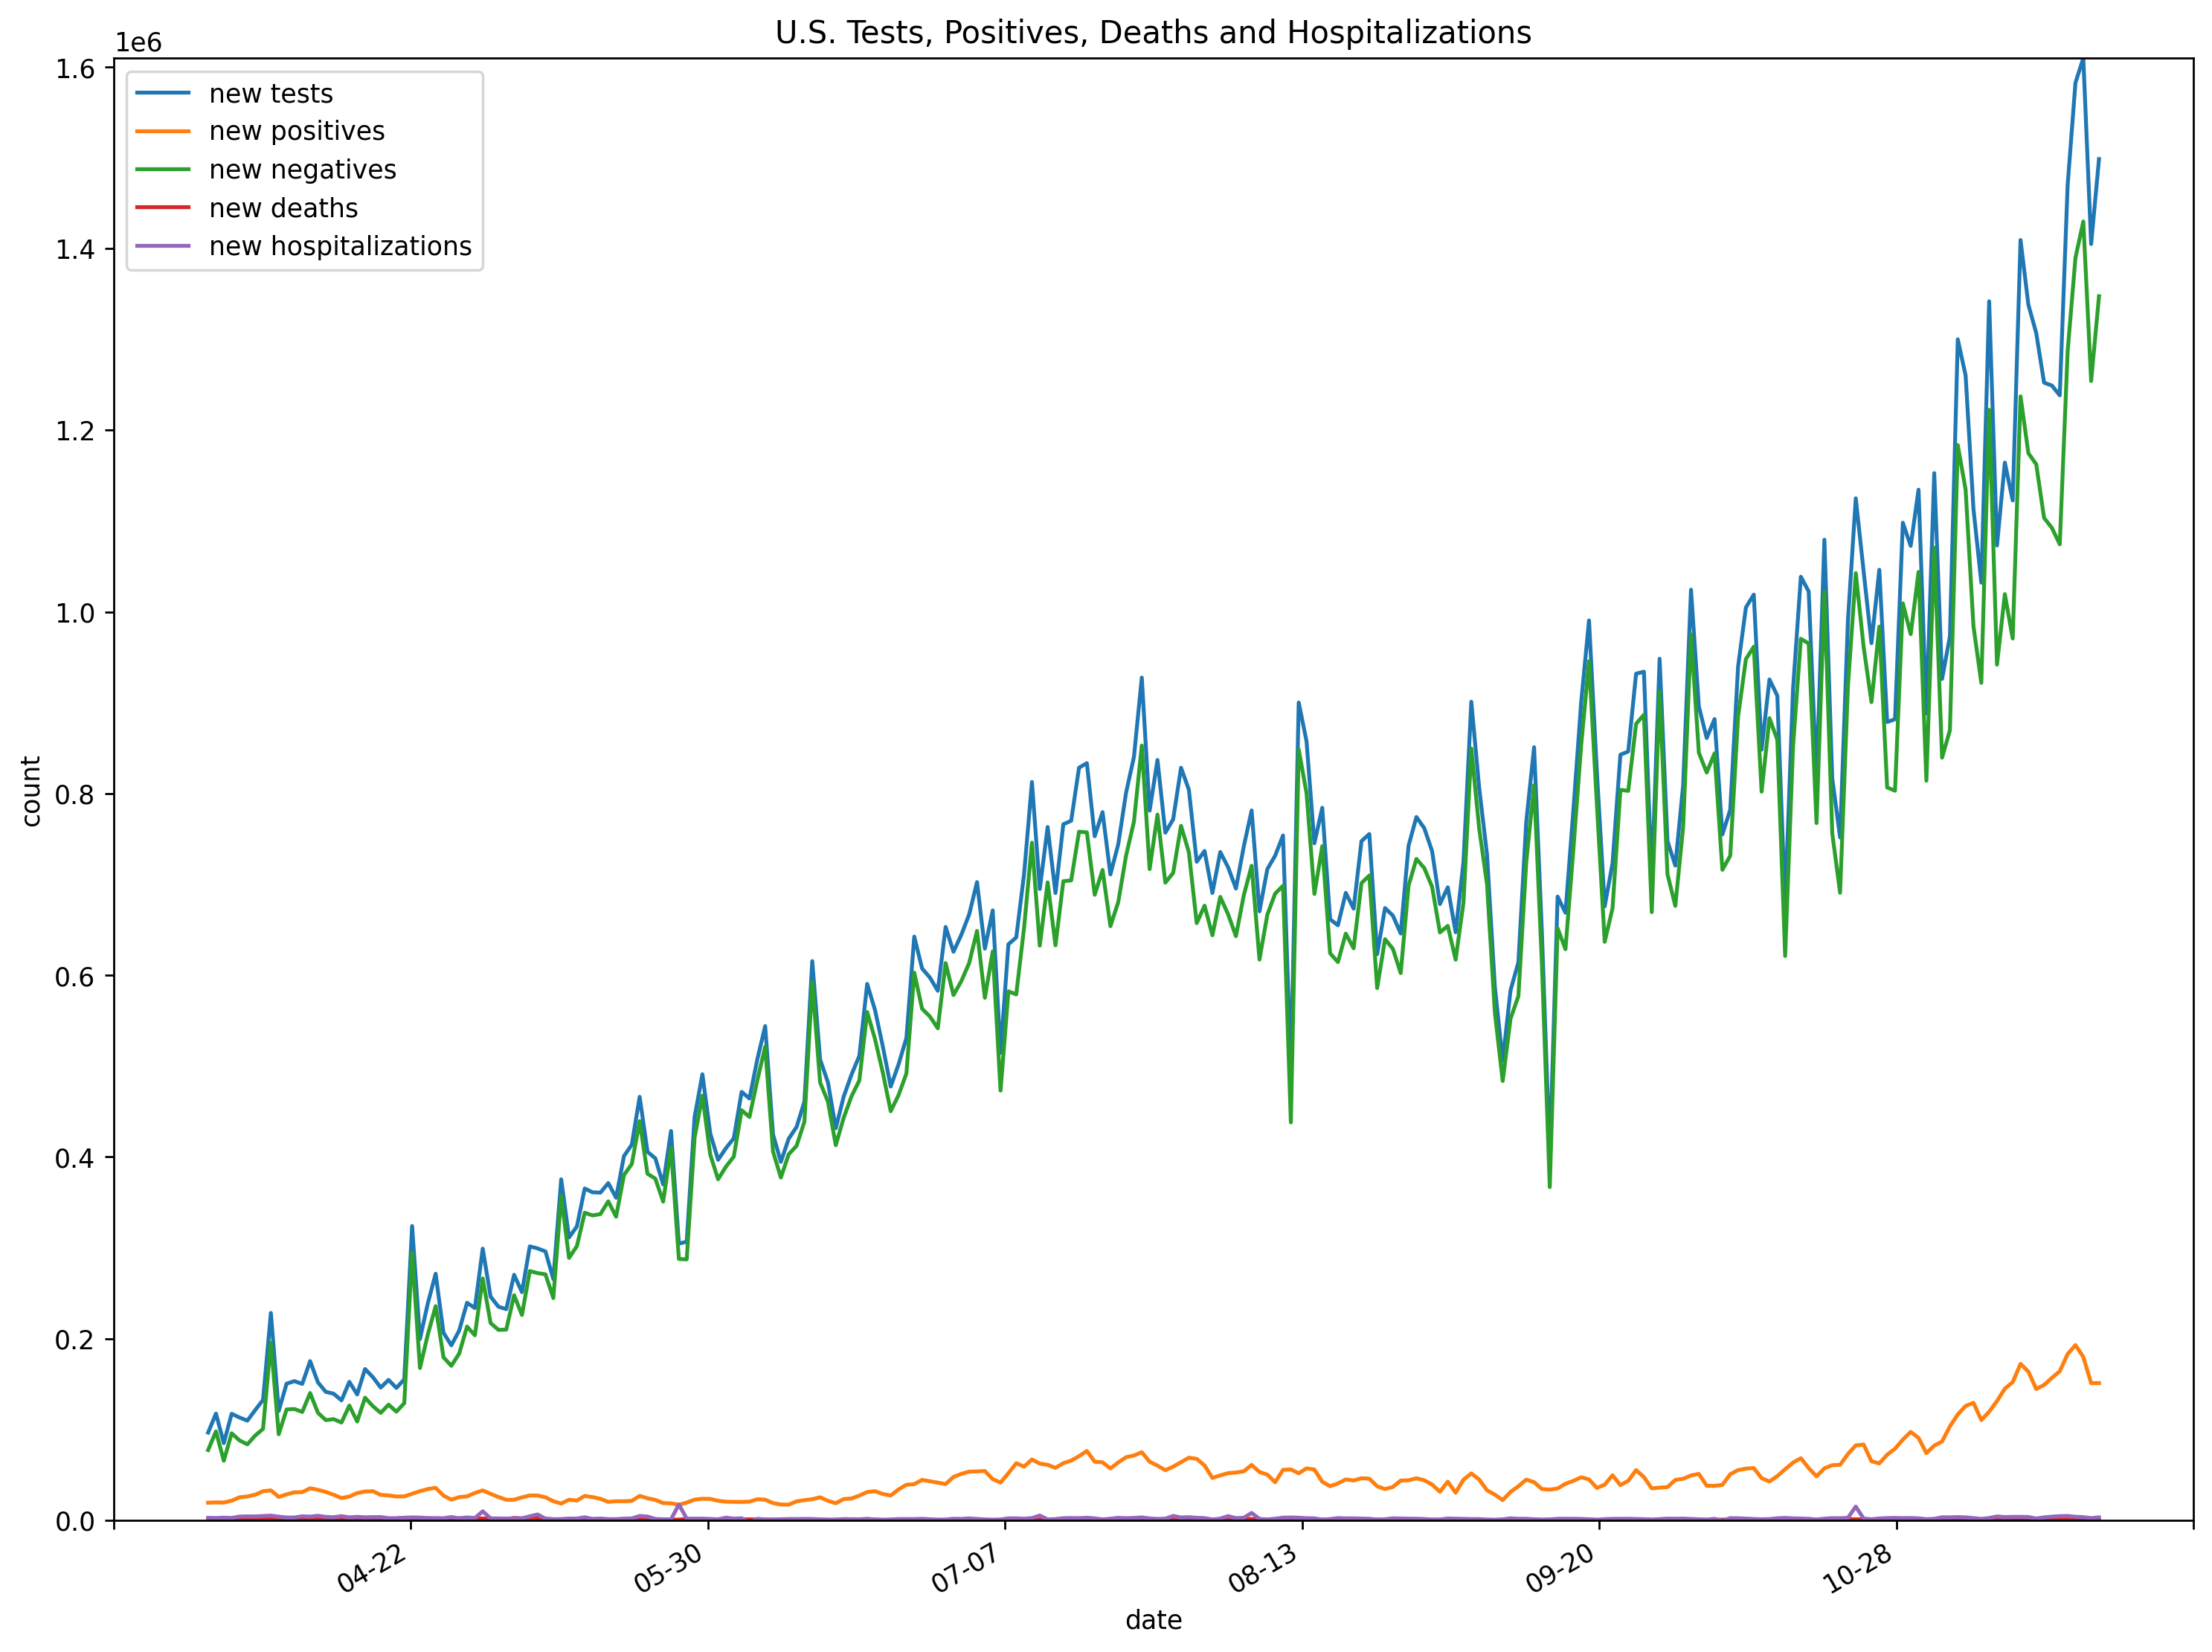 U.S. Tests, Positives, Deaths and Hospitalizations
1e6
1.6
1.4
1.2
1.0
0.8
0.6
0.4
0.2
0.0
count
new tests
new positives
new negatives
new deaths
new hospitalizations
04-22
05-30
07-07
08-13
09-20
10-28
date